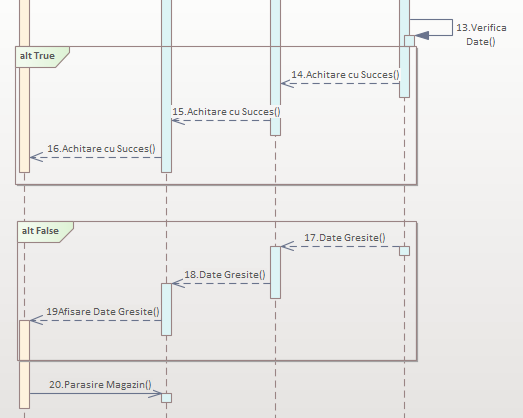 13.Verifica
Date()
alt True
14.Achitare cu Succes()
15.Achitare cu Succes()
16.Achitare cu Succes()
alt False
17.Date Gresite()
18.Date Gresite()
19Afisare Date Gresite()
20.Parasire Magazin()